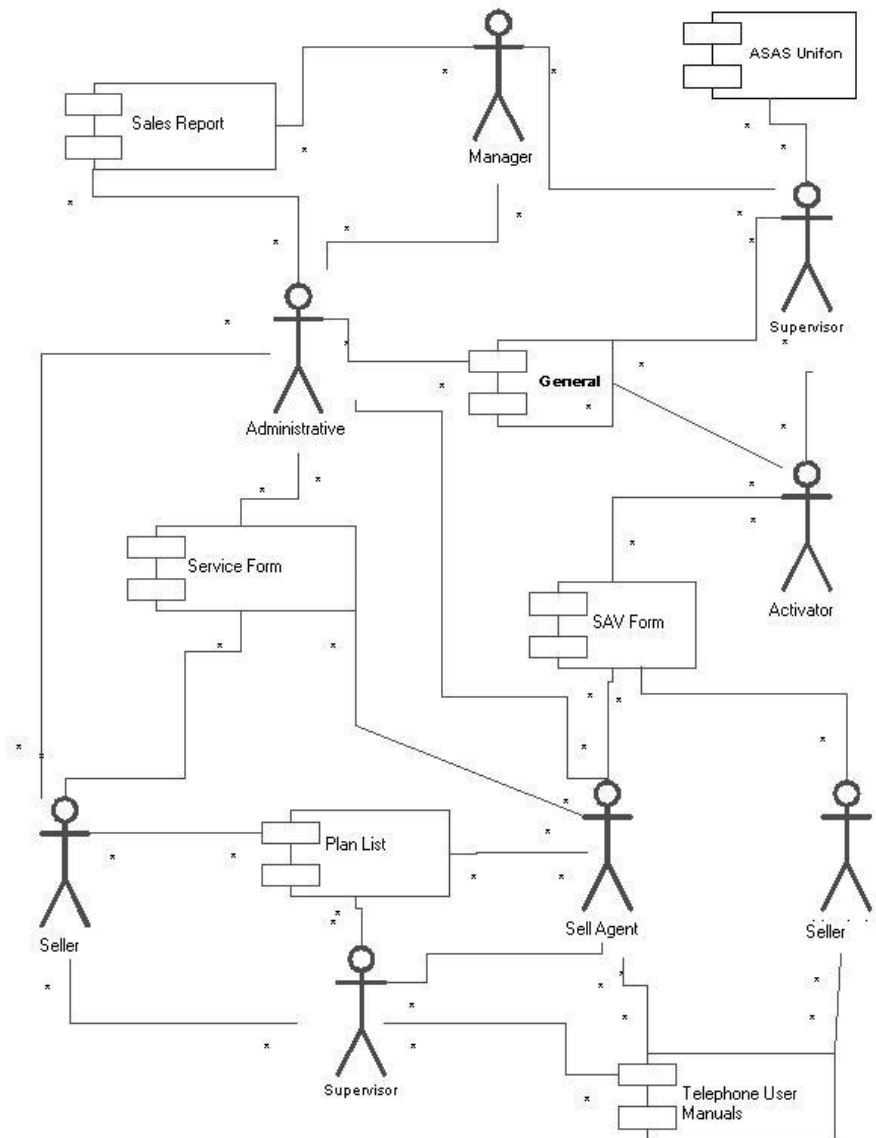 ASAS Unifon
Sales Report
Manager
Supervisor
General
Administrative
Service Form
SAV Form
Activator
Plan List
Seller
Sell Agent
Seller
Supervisor
Telephone User
Manuals